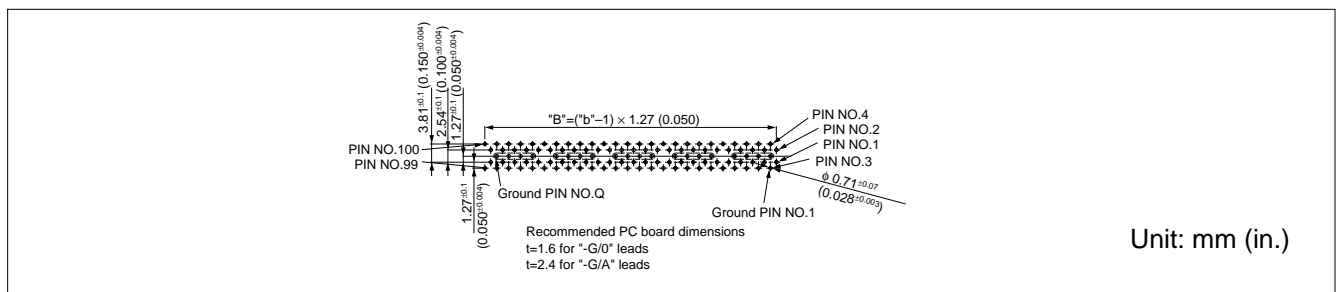 3.81±0.1 (0.150±0.004)
2.54±0.1 (0.100±0.004)
1.27±0.1 (0.050±0.004)
"B"=("b"–1) × 1.27 (0.050)
PIN NO.4
PIN NO.2
PIN NO.1
PIN NO.3
PIN NO.100
PIN NO.99
ϕ 0.71±0.07
(0.028±0.003)
1.27±0.1
(0.050±0.004)
Ground PIN NO.Q
Ground PIN NO.1
Recommended PC board dimensions
t=1.6 for "-G/0" leads
t=2.4 for "-G/A" leads
Unit: mm (in.)